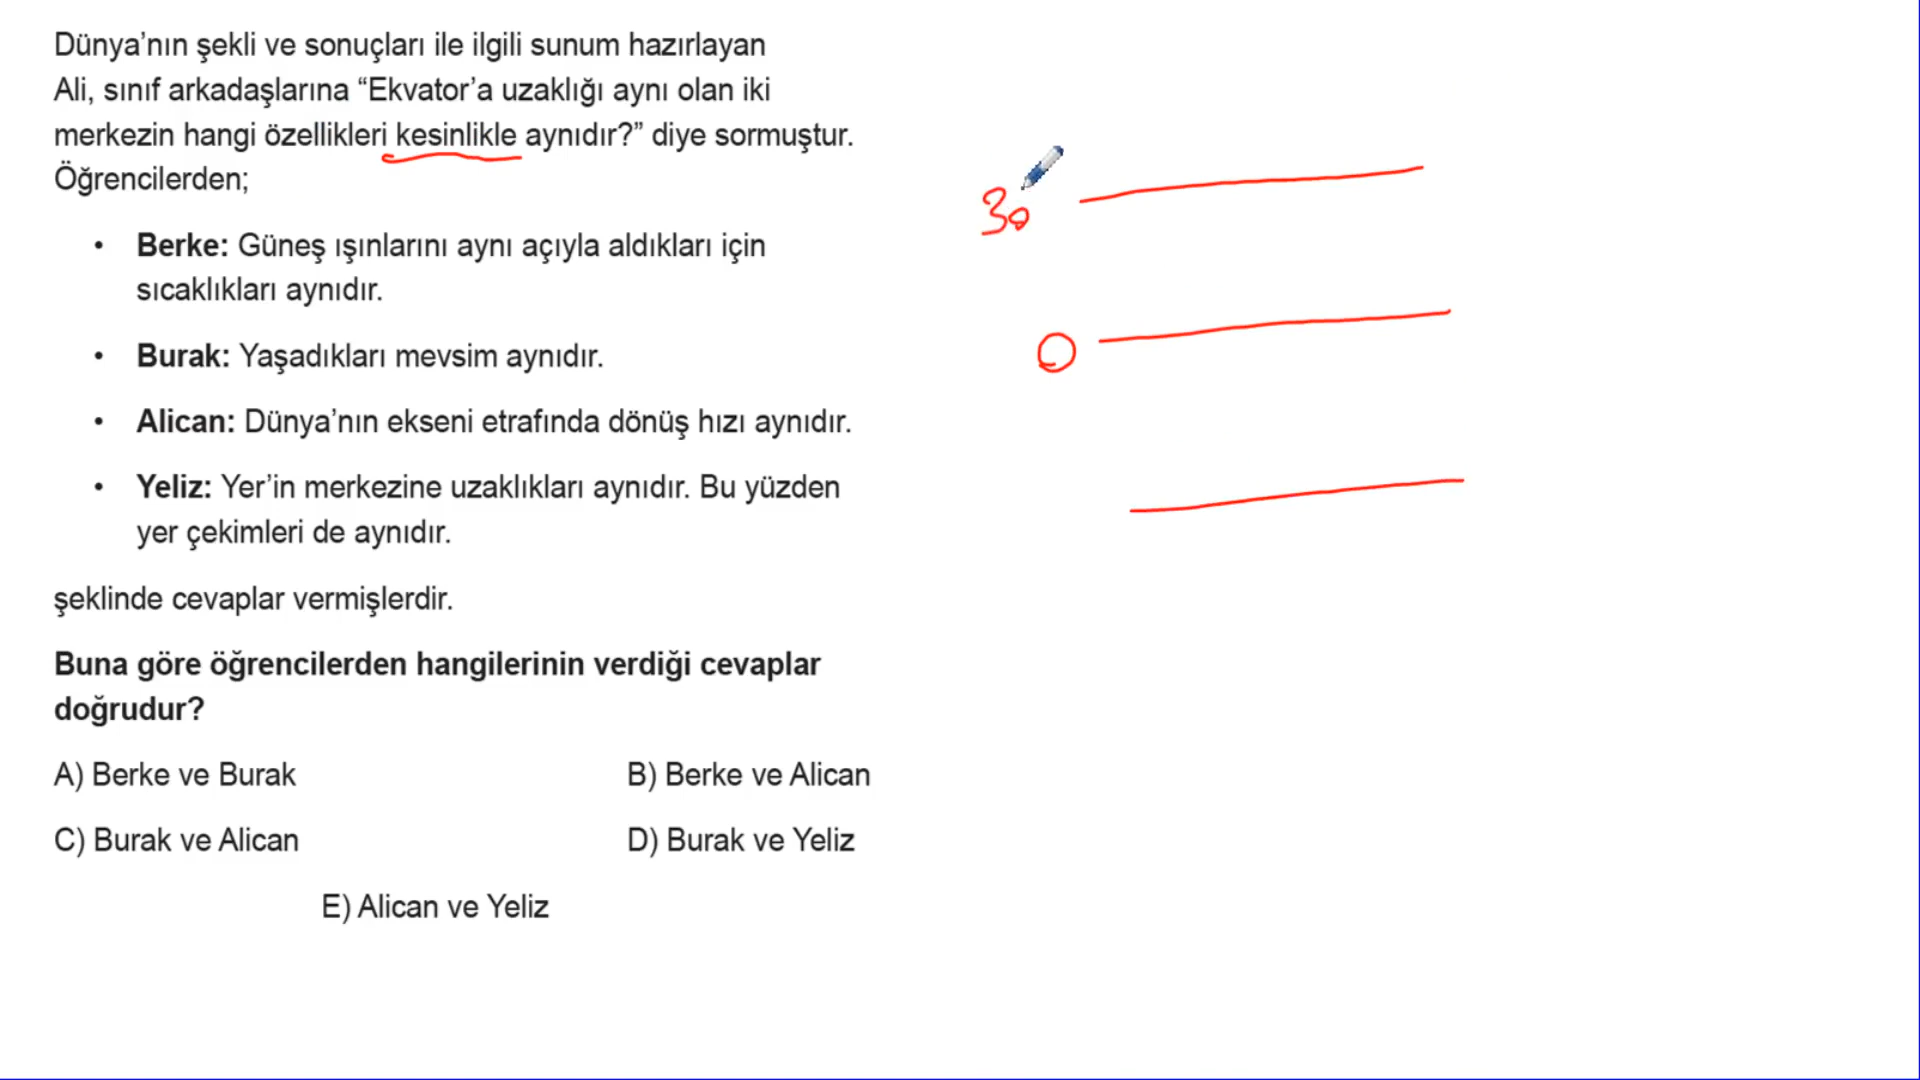 Dünya’nın şekli ve sonuçları ile ilgili sunum hazırlayan
Ali, sınıf arkadaşlarına “Ekvator’a uzaklığı aynı olan iki
merkezin hangi özellikleri kesinlikle aynıdır?” diye sormuştur.
Öğrencilerden;
• Berke: Güneş ışınlarını aynı açıyla aldıkları için
sıcaklıkları aynıdır.
• Burak: Yaşadıkları mevsim aynıdır.
• Alican: Dünya’nın ekseni etrafında dönüş hızı aynıdır.
• Yeliz: Yer’in merkezine uzaklıkları aynıdır. Bu yüzden
yer çekimleri de aynıdır.
şeklinde cevaplar vermişlerdir.
Buna göre öğrencilerden hangilerinin verdiği cevaplar
doğrudur?
A) Berke ve Burak
B) Berke ve Alican
C) Burak ve Alican
D) Burak ve Yeliz
E) Alican ve Yeliz
30
0